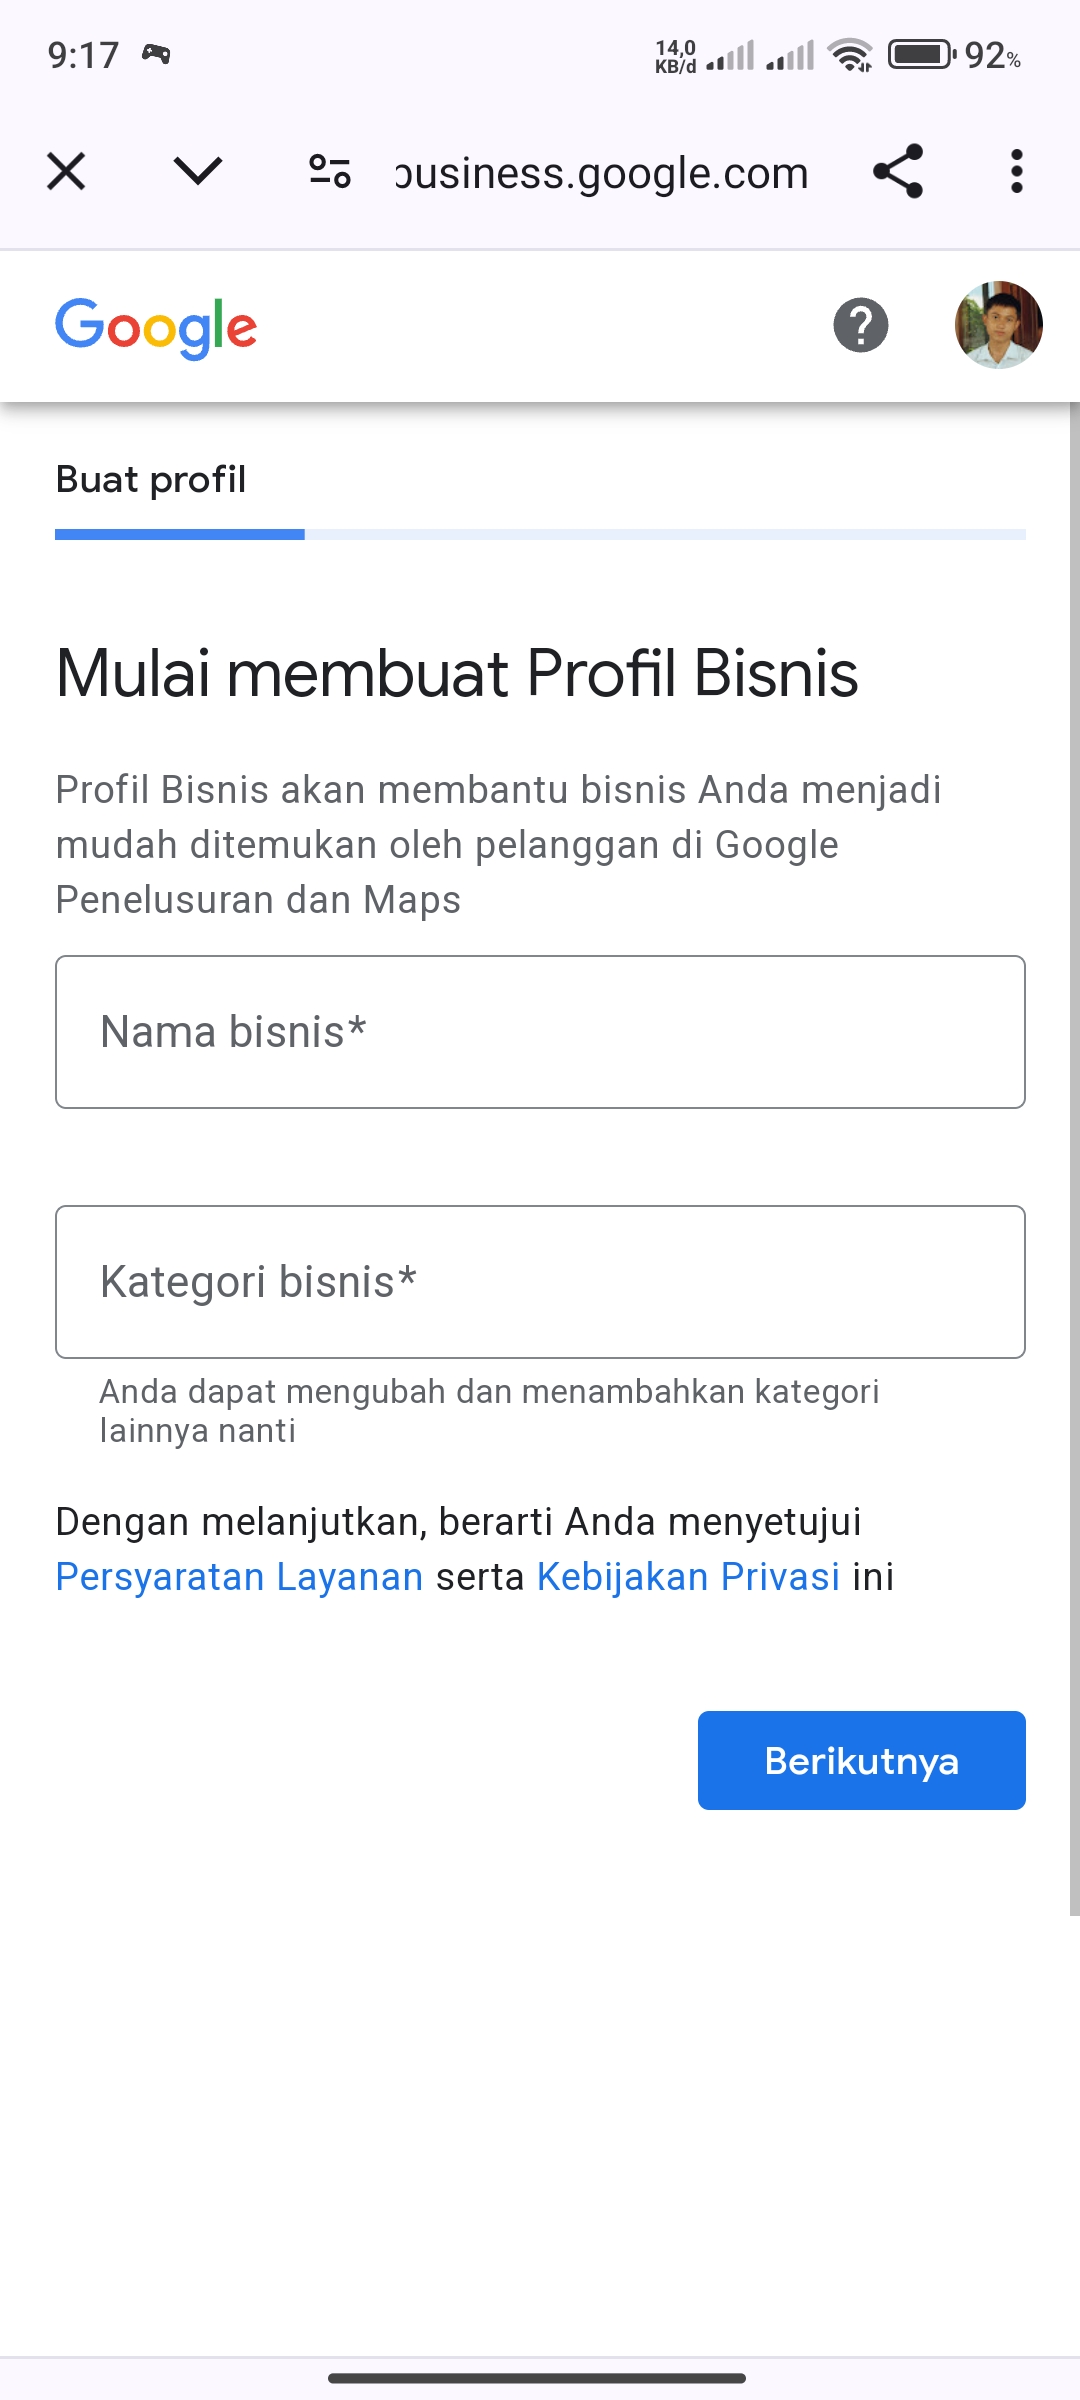 9:17
14,0
KB/d
92%
business.google.com
Google
Buat profil
Mulai membuat Profil Bisnis
Profil Bisnis akan membantu bisnis Anda menjadi
mudah ditemukan oleh pelanggan di Google
Penelusuran dan Maps
Nama bisnis*
Kategori bisnis*
Anda dapat mengubah dan menambahkan kategori
lainnya nanti
Dengan melanjutkan, berarti Anda menyetujui
Persyaratan Layanan serta Kebijakan Privasi ini
Berikutnya